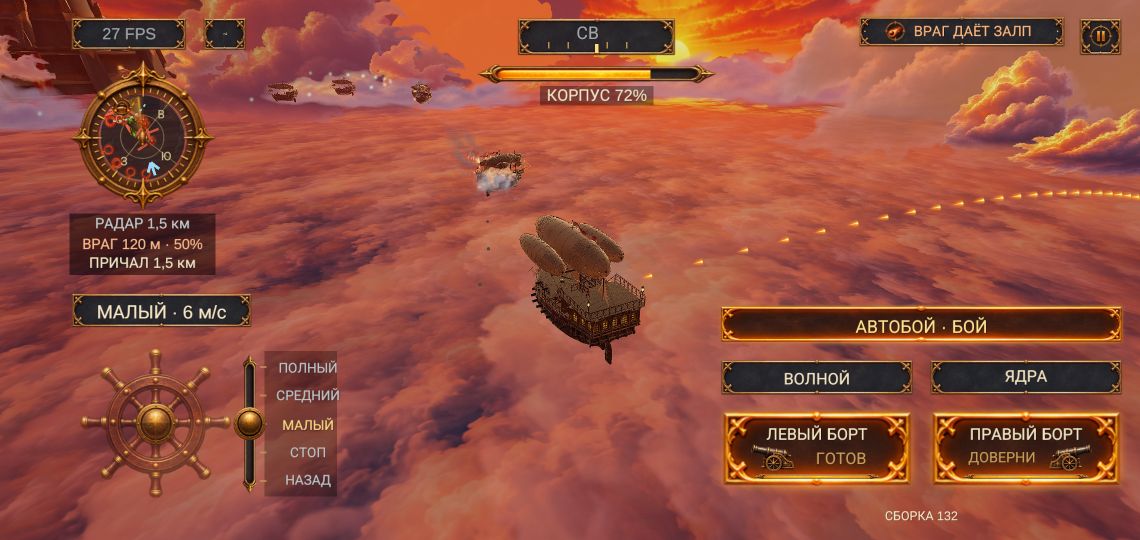 27 FPS
СВ
ВРАГ ДАЁТ ЗАЛП
КОРПУС 72%
В
З
Ю
РАДАР 1,5 км
ВРАГ 120 м · 50%
ПРИЧАЛ 1,5 км
МАЛЫЙ · 6 м/с
ПОЛНЫЙ
СРЕДНИЙ
МАЛЫЙ
СТОП
НАЗАД
АВТОБОЙ · БОЙ
ВОЛНОЙ
ЯДРА
ЛЕВЫЙ БОРТ
ГОТОВ
ПРАВЫЙ БОРТ
ДОВЕРНИ
СБОРКА 132